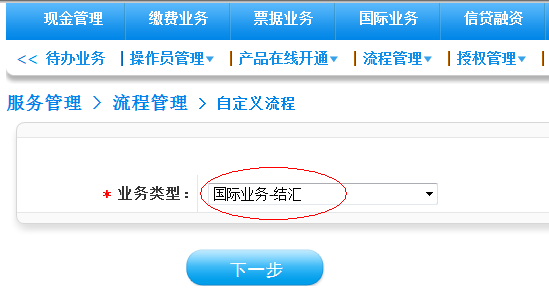 现金管理 缴费业务 票据业务 国际业务 信贷融资
<< 待办业务 操作员管理 产品在线开通 流程管理 授权管理
服务管理 > 流程管理 > 自定义流程
* 业务类型： 国际业务-结汇
下一步